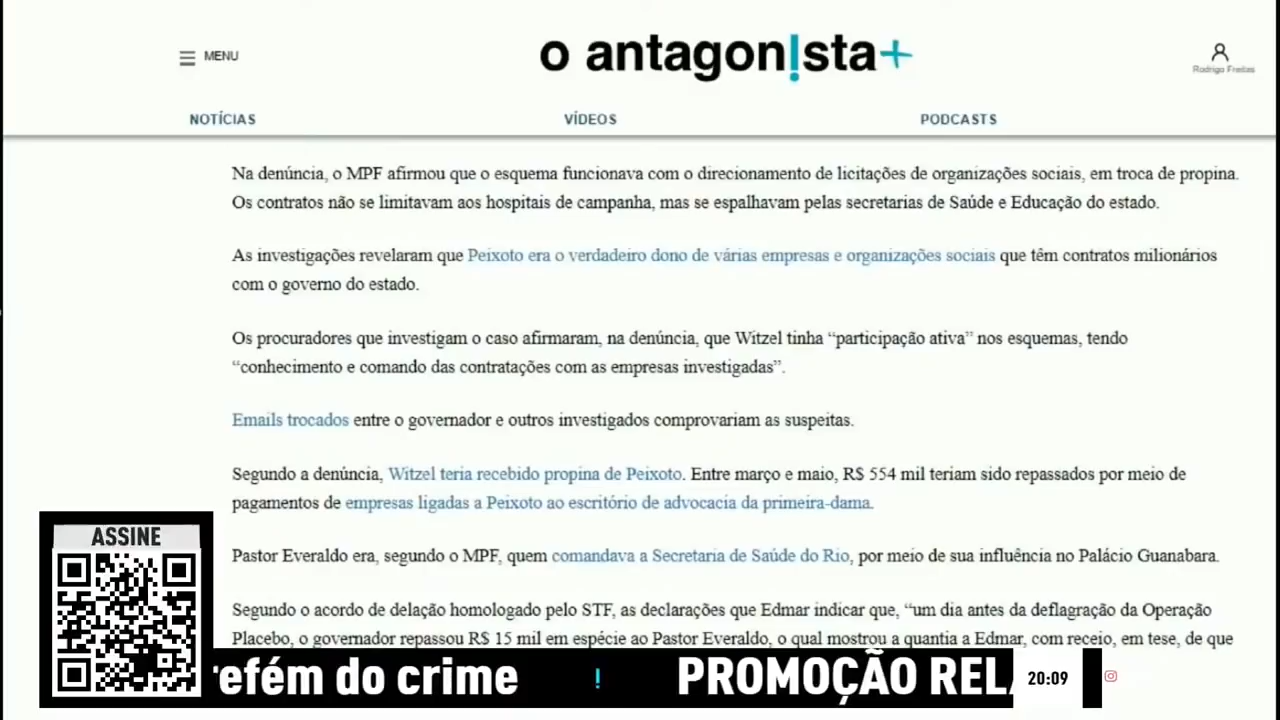 MENU
o antagon!sta+
Rodrigo Freitas
NOTÍCIAS
VÍDEOS
PODCASTS
Na denúncia, o MPF afirmou que o esquema funcionava com o direcionamento de licitações de organizações sociais, em troca de propina.
Os contratos não se limitavam aos hospitais de campanha, mas se espalhavam pelas secretarias de Saúde e Educação do estado.
As investigações revelaram que Peixoto era o verdadeiro dono de várias empresas e organizações sociais que têm contratos milionários
com o governo do estado.
Os procuradores que investigam o caso afirmaram, na denúncia, que Witzel tinha “participação ativa” nos esquemas, tendo
“conhecimento e comando das contratações com as empresas investigadas”.
Emails trocados entre o governador e outros investigados comprovariam as suspeitas.
Segundo a denúncia, Witzel teria recebido propina de Peixoto. Entre março e maio, R$ 554 mil teriam sido repassados por meio de
pagamentos de empresas ligadas a Peixoto ao escritório de advocacia da primeira-dama.
Pastor Everaldo era, segundo o MPF, quem comandava a Secretaria de Saúde do Rio, por meio de sua influência no Palácio Guanabara.
Segundo o acordo de delação homologado pelo STF, as declarações que Edmar indicar que, “um dia antes da deflagração da Operação
Placebo, o governador repassou R$ 15 mil em espécie ao Pastor Everaldo, o qual mostrou a quantia a Edmar, com receio, em tese, de que
ASSINE
refém do crime ! PROMOÇÃO RELA
20:09